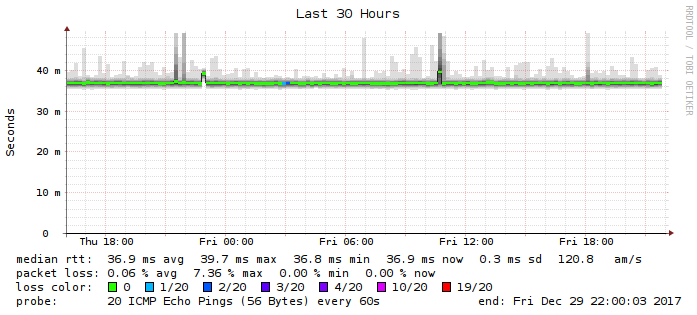 Last 30 Hours
RRDTOOL / TOBI OETIKER
Seconds
40 m
30 m
20 m
10 m
0
Thu 18:00 Fri 00:00 Fri 06:00 Fri 12:00 Fri 18:00
median rtt: 36.9 ms avg 39.7 ms max 36.8 ms min 36.9 ms now 0.3 ms sd 120.8 am/s
packet loss: 0.06 % avg 7.36 % max 0.00 % min 0.00 % now
loss color: 0 1/20 2/20 3/20 4/20 10/20 19/20
probe: 20 ICMP Echo Pings (56 Bytes) every 60s end: Fri Dec 29 22:00:03 2017